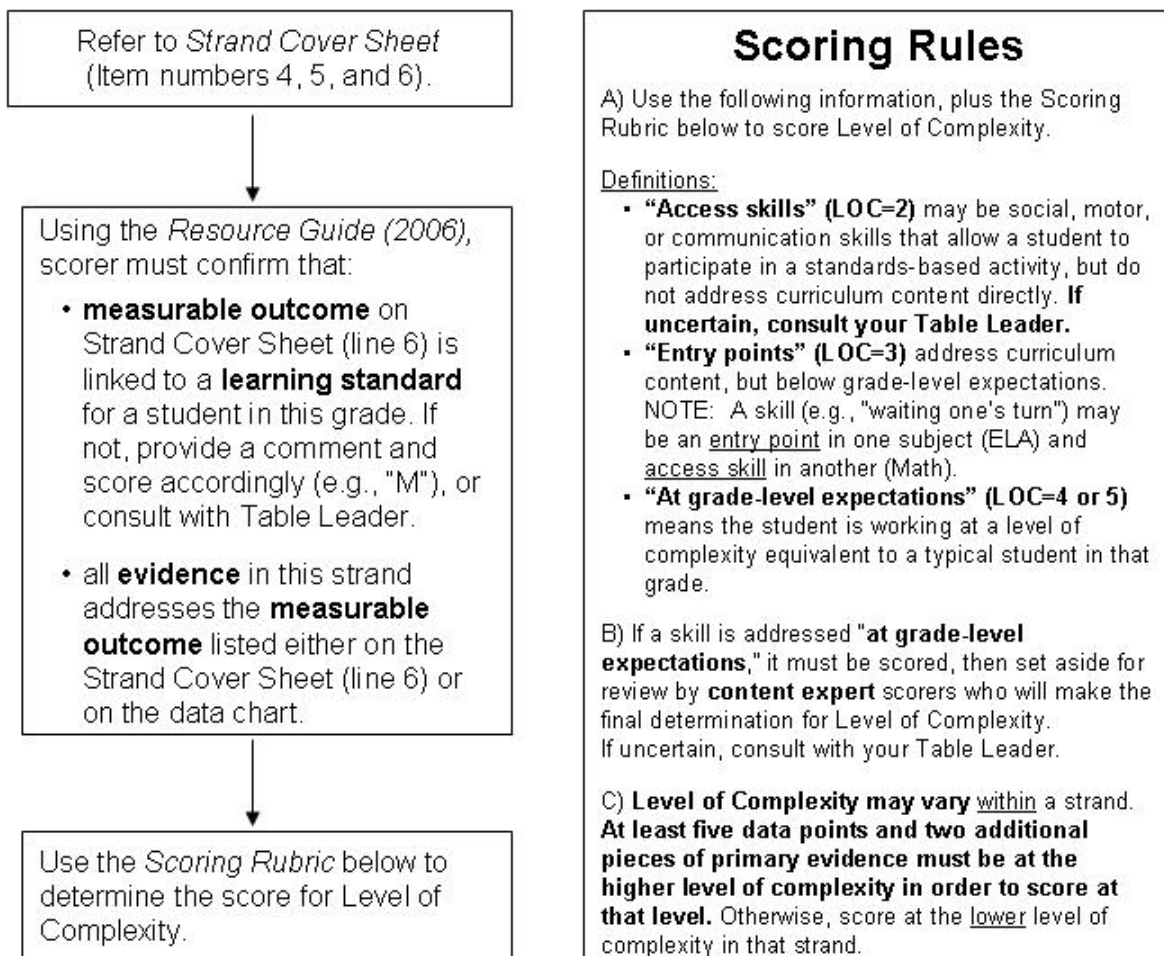 Refer to Strand Cover Sheet
(Item numbers 4, 5, and 6).
Using the Resource Guide (2006),
scorer must confirm that:
• measurable outcome on
Strand Cover Sheet (line 6) is
linked to a learning standard
for a student in this grade. If
not, provide a comment and
score accordingly (e.g., "M"), or
consult with Table Leader.
• all evidence in this strand
addresses the measurable
outcome listed either on the
Strand Cover Sheet (line 6) or
on the data chart.
Use the Scoring Rubric below to
determine the score for Level of
Complexity.
Scoring Rules
A) Use the following information, plus the Scoring
Rubric below to score Level of Complexity.
Definitions:
• “Access skills” (LOC=2) may be social, motor,
or communication skills that allow a student to
participate in a standards-based activity, but do
not address curriculum content directly. If
uncertain, consult your Table Leader.
• “Entry points” (LOC=3) address curriculum
content, but below grade-level expectations.
NOTE: A skill (e.g., "waiting one's turn") may
be an entry point in one subject (ELA) and
access skill in another (Math).
• “At grade-level expectations” (LOC=4 or 5)
means the student is working at a level of
complexity equivalent to a typical student in that
grade.
B) If a skill is addressed "at grade-level
expectations," it must be scored, then set aside for
review by content expert scorers who will make the
final determination for Level of Complexity.
If uncertain, consult with your Table Leader.
C) Level of Complexity may vary within a strand.
At least five data points and two additional
pieces of primary evidence must be at the
higher level of complexity in order to score at
that level. Otherwise, score at the lower level of
complexity in that strand.